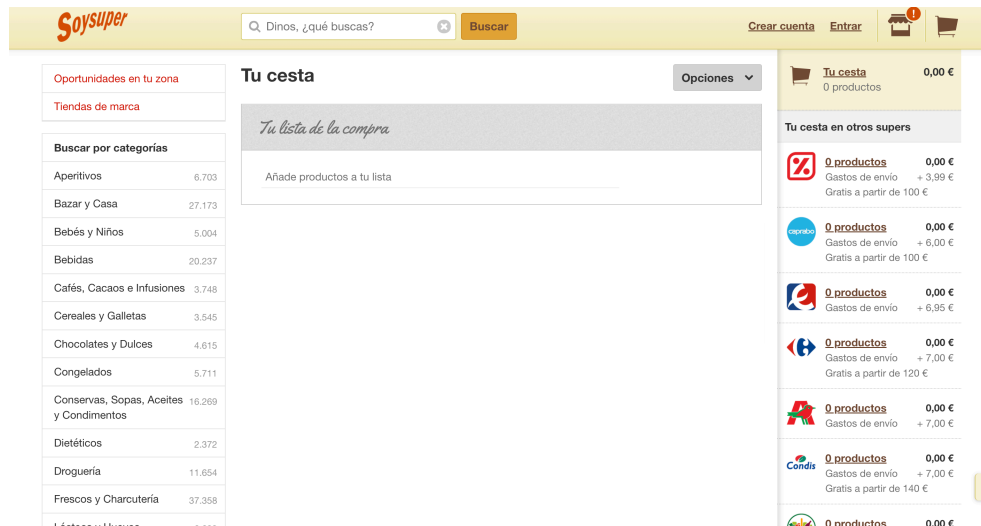 Soysuper
Dinos, ¿qué buscas?
Buscar
Crear cuenta
Entrar
!
Oportunidades en tu zona
Tiendas de marca
Buscar por categorías
Aperitivos 6.703
Bazar y Casa 27.173
Bebés y Niños 5.004
Bebidas 20.237
Cafés, Cacaos e Infusiones 3.748
Cereales y Galletas 3.545
Chocolates y Dulces 4.615
Congelados 5.711
Conservas, Sopas, Aceites 16.269
y Condimentos
Dietéticos 2.372
Droguería 11.654
Frescos y Charcutería 37.358
Tu cesta
Opciones
Tu lista de la compra
Añade productos a tu lista
Tu cesta 0,00 €
0 productos
Tu cesta en otros supers
0 productos 0,00 €
Gastos de envío + 3,99 €
Gratis a partir de 100 €
caprabo
0 productos 0,00 €
Gastos de envío + 6,00 €
Gratis a partir de 100 €
0 productos 0,00 €
Gastos de envío + 6,95 €
0 productos 0,00 €
Gastos de envío + 7,00 €
Gratis a partir de 120 €
0 productos 0,00 €
Gastos de envío + 7,00 €
Condis
0 productos 0,00 €
Gastos de envío + 7,00 €
Gratis a partir de 140 €
0 productos 0,00 €